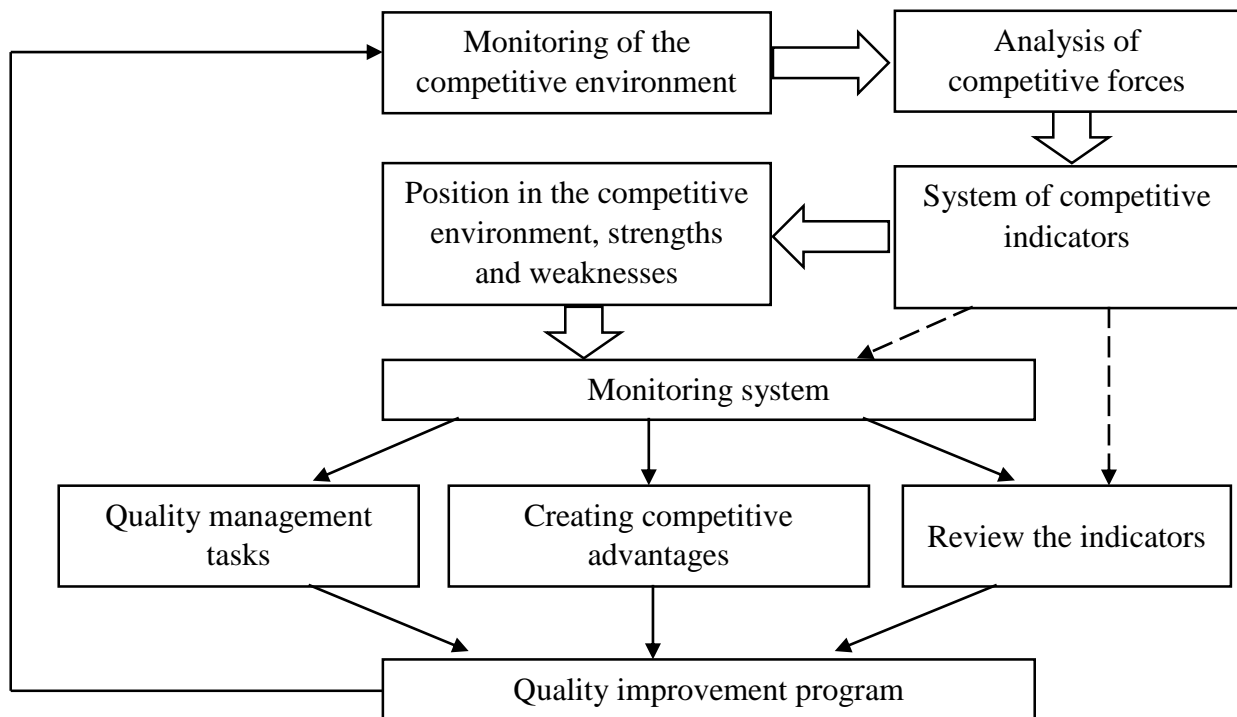 Monitoring of the
competitive environment
Analysis of
competitive forces
Position in the competitive
environment, strengths
and weaknesses
System of competitive
indicators
Monitoring system
Quality management
tasks
Creating competitive
advantages
Review the indicators
Quality improvement program